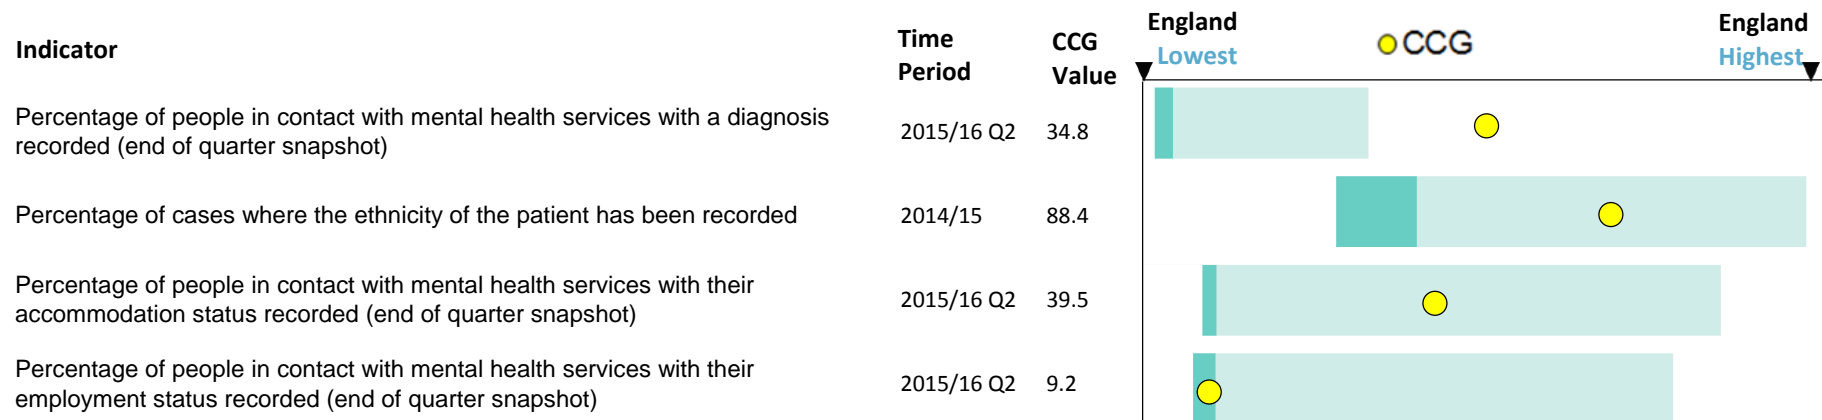 Indicator
Time
Period
CCG
Value
England
Lowest
CCG
England
Highest
Percentage of people in contact with mental health services with a diagnosis
recorded (end of quarter snapshot)
2015/16 Q2
34.8
Percentage of cases where the ethnicity of the patient has been recorded
2014/15
88.4
Percentage of people in contact with mental health services with their
accommodation status recorded (end of quarter snapshot)
2015/16 Q2
39.5
Percentage of people in contact with mental health services with their
employment status recorded (end of quarter snapshot)
2015/16 Q2
9.2